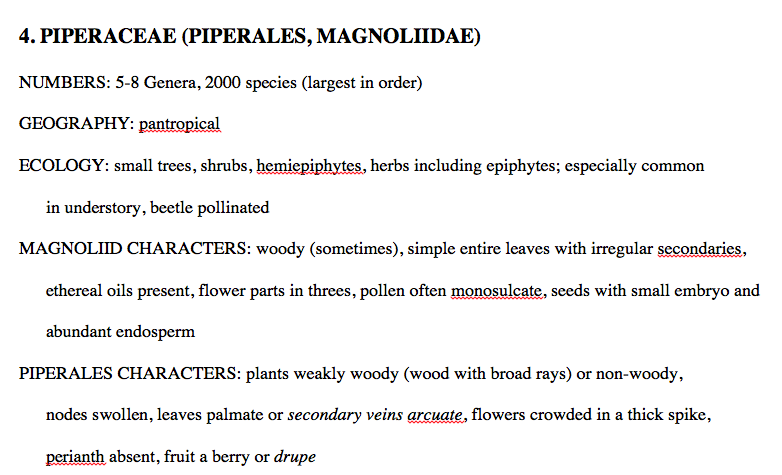 4. PIPERACEAE (PIPERALES, MAGNOLIIDAE)
NUMBERS: 5-8 Genera, 2000 species (largest in order)
GEOGRAPHY: pantropical
ECOLOGY: small trees, shrubs, hemiepiphytes, herbs including epiphytes; especially common
in understory, beetle pollinated
MAGNOLIID CHARACTERS: woody (sometimes), simple entire leaves with irregular secondaries,
ethereal oils present, flower parts in threes, pollen often monosulcate, seeds with small embryo and
abundant endosperm
PIPERALES CHARACTERS: plants weakly woody (wood with broad rays) or non-woody,
nodes swollen, leaves palmate or secondary veins arcuate, flowers crowded in a thick spike,
perianth absent, fruit a berry or drupe